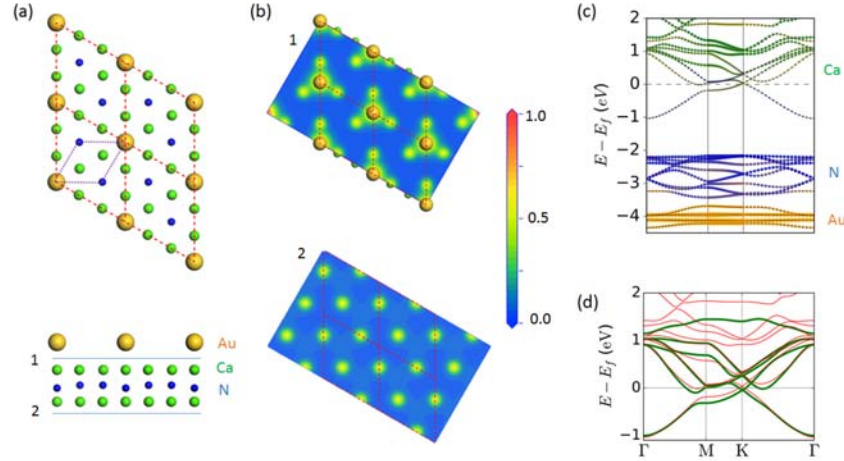 (a)
Au
1
Ca
N
2
(b)
1
2
1.0
0.5
0.0
(c)
2
1
0
−1
−2
−3
−4
E − E_f (eV)
Ca
N
Au
(d)
2
1
0
−1
E − E_f (eV)
Γ M K Γ